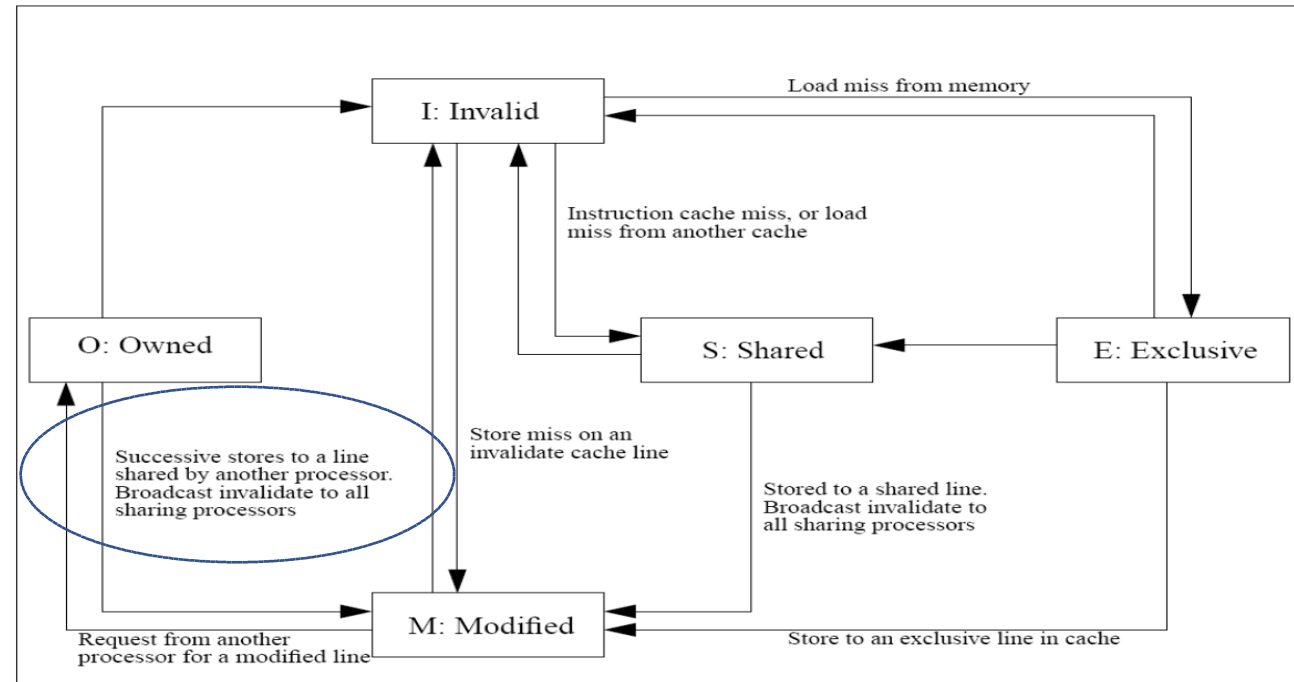 Load miss from memory
I: Invalid
Instruction cache miss, or load
miss from another cache
O: Owned
S: Shared
E: Exclusive
Successive stores to a line
shared by another processor.
Broadcast invalidate to all
sharing processors
Store miss on an
invalidate cache line
Stored to a shared line.
Broadcast invalidate to
all sharing processors
M: Modified
Request from another
processor for a modified line
Store to an exclusive line in cache